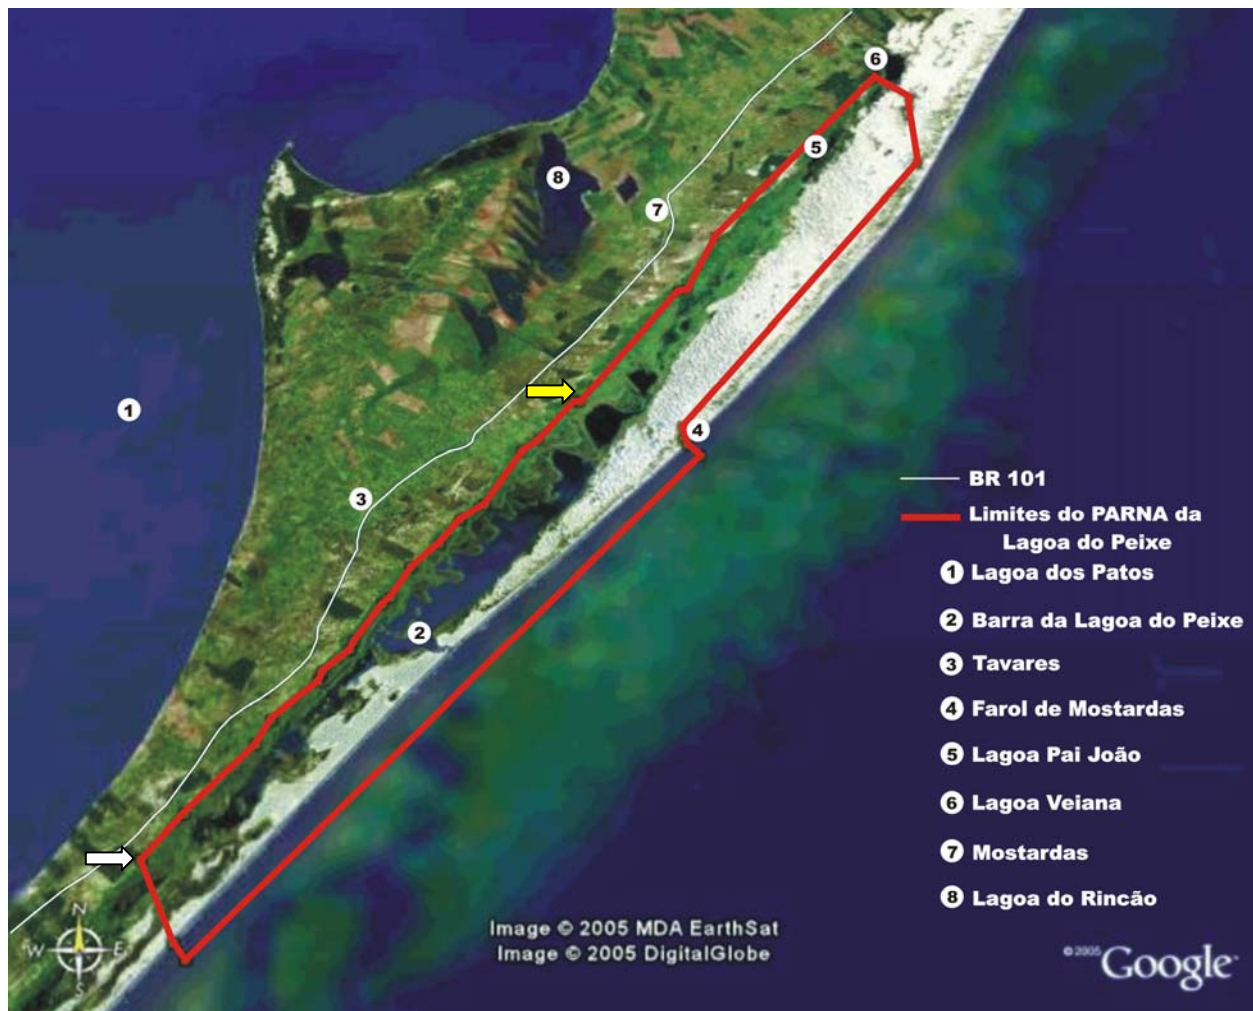 6
5
8
7
1
4
3
2
BR 101
Limites do PARNA da
Lagoa do Peixe
1 Lagoa dos Patos
2 Barra da Lagoa do Peixe
3 Tavares
4 Farol de Mostardas
5 Lagoa Pai João
6 Lagoa Veiana
7 Mostardas
8 Lagoa do Rincão
N
W E
S
Image © 2005 MDA EarthSat
Image © 2005 DigitalGlobe
©2005 Google